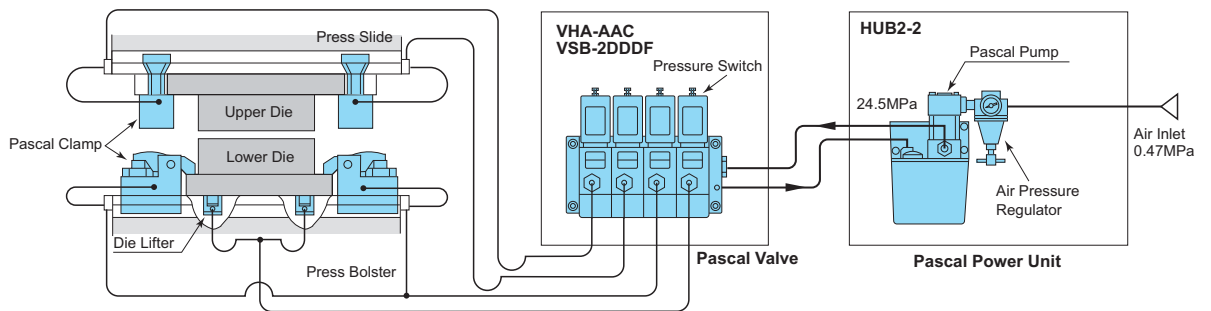 Press Slide
Upper Die
Pascal Clamp
Lower Die
Die Lifter
Press Bolster
VHA-AAC
VSB-2DDDF
Pressure Switch
Pascal Valve
HUB2-2
Pascal Pump
24.5MPa
Air Inlet
0.47MPa
Air Pressure
Regulator
Pascal Power Unit